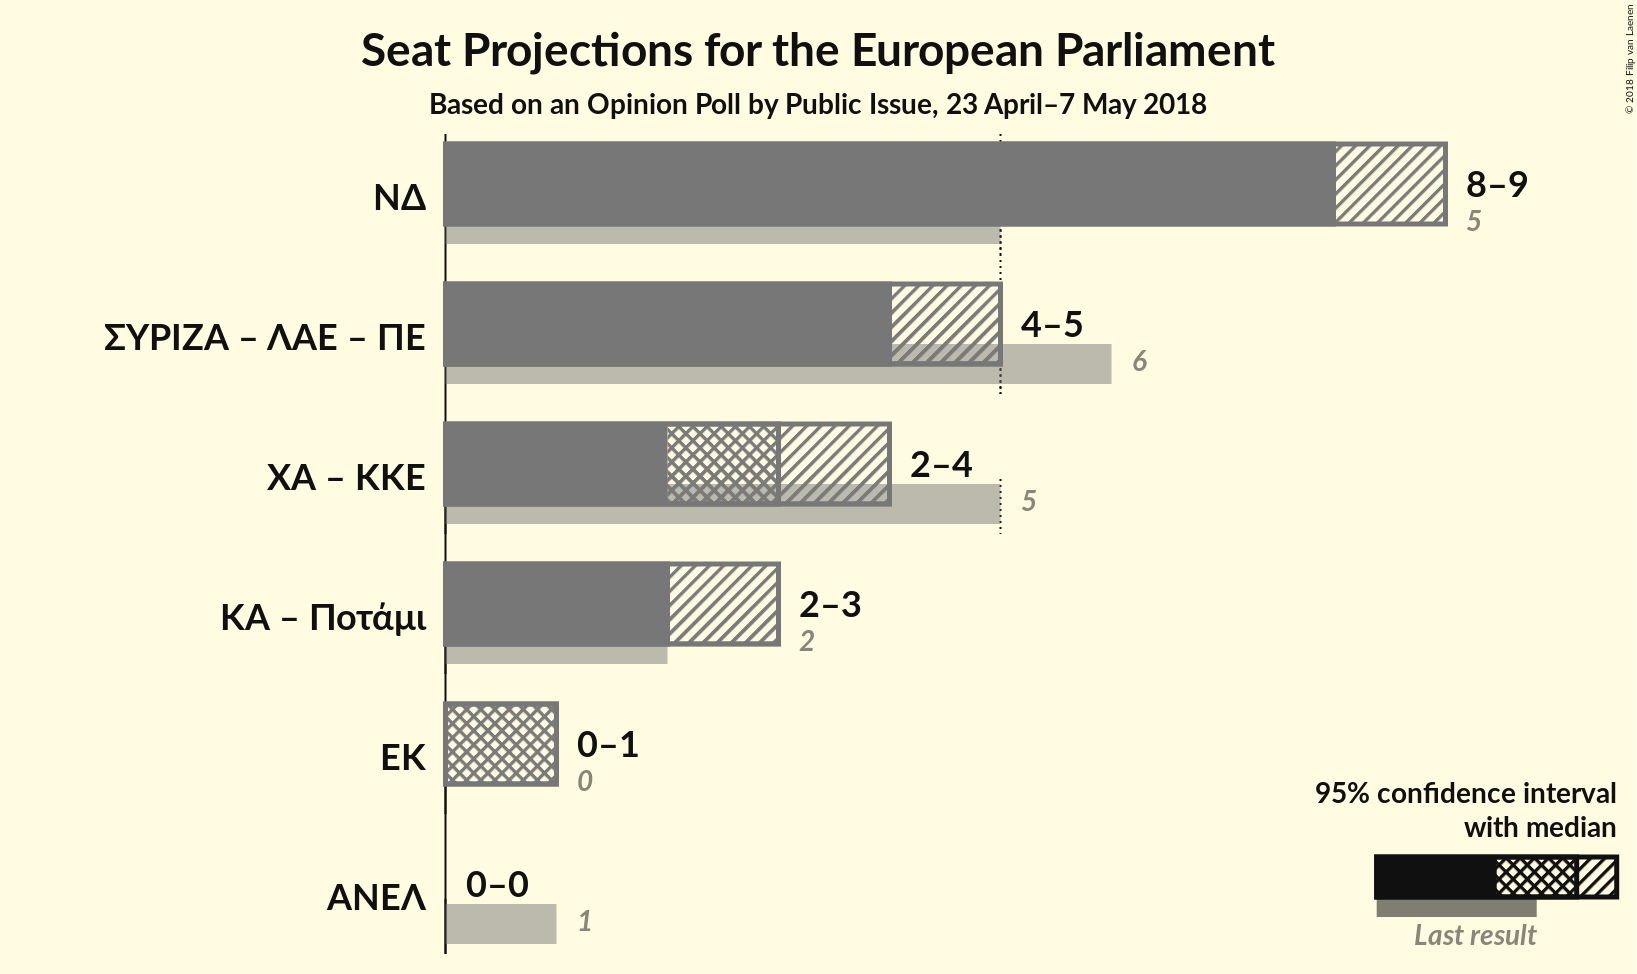 Seat Projections for the European Parliament
Based on an Opinion Poll by Public Issue, 23 April–7 May 2018
© 2018 Filip van Laenen
ΝΔ
8–9
5
ΣΥΡΙΖΑ – ΛΑΕ – ΠΕ
4–5
6
ΧΑ – ΚΚΕ
2–4
5
ΚΑ – Ποτάμι
2–3
2
ΕΚ
0–1
0
ΑΝΕΛ
0–0
1
95% confidence interval
with median
Last result